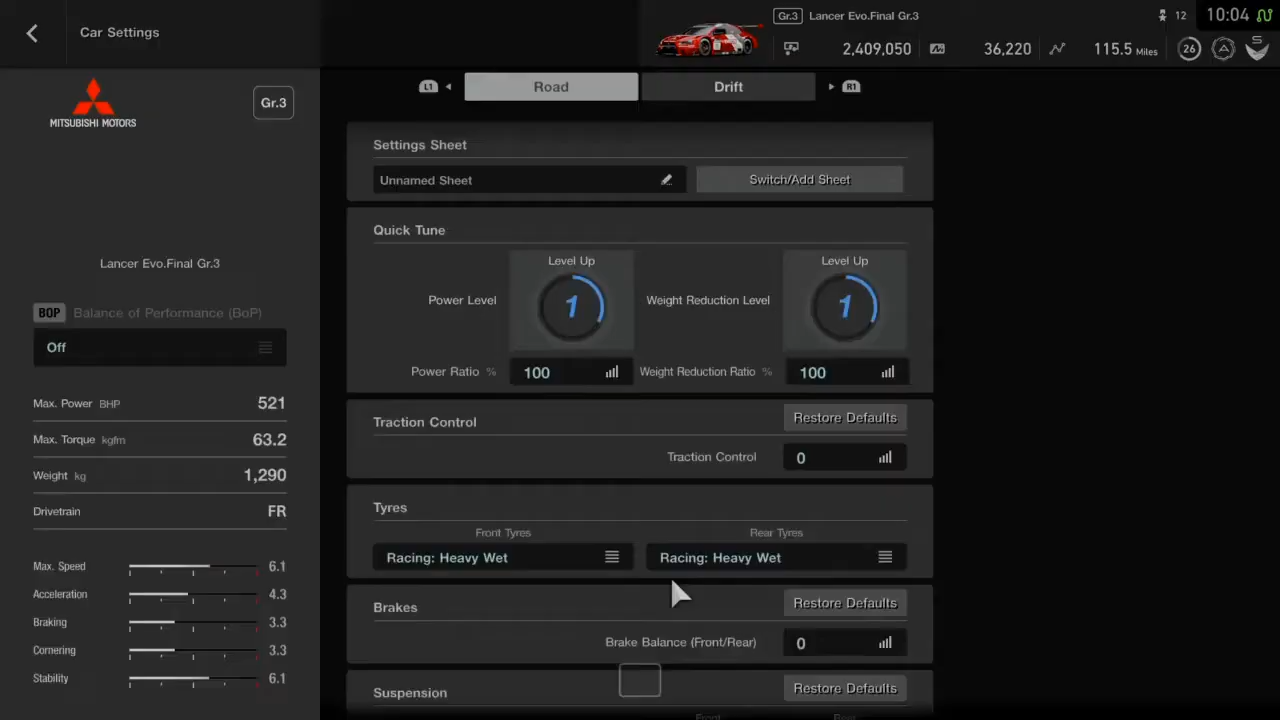 Car Settings
Gr.3 Lancer Evo.Final Gr.3
12 10:04
2,409,050 36,220 115.5 Miles 26 A S
L1 Road Drift R1
MITSUBISHI MOTORS
Gr.3
Settings Sheet
Unnamed Sheet Switch/Add Sheet
Quick Tune
Level Up Level Up
Power Level 1 Weight Reduction Level 1
Power Ratio % 100 Weight Reduction Ratio % 100
Lancer Evo.Final Gr.3
BOP Balance of Performance (BoP)
Off
Max. Power BHP 521
Max. Torque kgfm 63.2
Weight kg 1,290
Drivetrain FR
Max. Speed 6.1
Acceleration 4.3
Braking 3.3
Cornering 3.3
Stability 6.1
Traction Control Restore Defaults
Traction Control 0
Tyres
Front Tyres Rear Tyres
Racing: Heavy Wet Racing: Heavy Wet
Brakes Restore Defaults
Brake Balance (Front/Rear) 0
Suspension Restore Defaults
Front Rear